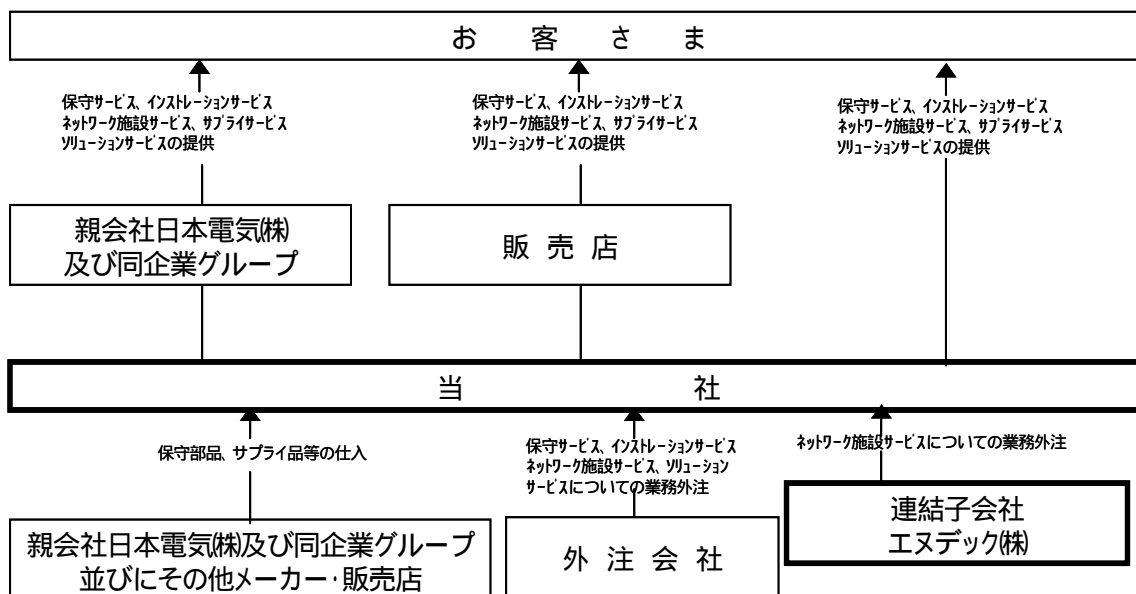 お客さま
保守サービス、インストレーションサービス
ネットワーク施設サービス、サプライサービス
ソリューションサービスの提供
保守サービス、インストレーションサービス
ネットワーク施設サービス、サプライサービス
ソリューションサービスの提供
保守サービス、インストレーションサービス
ネットワーク施設サービス、サプライサービス
ソリューションサービスの提供
親会社日本電気㈱
及び同企業グループ
販売店
当社
保守部品、サプライ品等の仕入
保守サービス、インストレーションサービス
ネットワーク施設サービス、ソリューション
サービスについての業務外注
ネットワーク施設サービスについての業務外注
親会社日本電気(株)及び同企業グループ
並びにその他メーカー・販売店
外注会社
連結子会社
エヌデック(株)